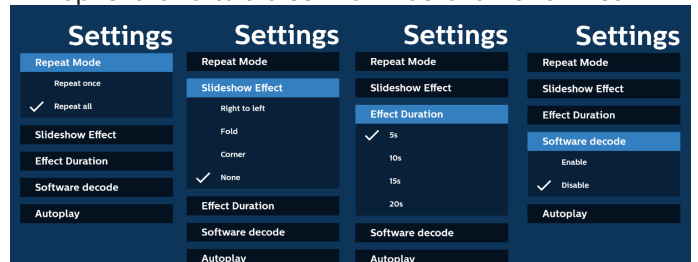 Settings
Repeat Mode
Repeat once
Repeat all
Slideshow Effect
Effect Duration
Software decode
Autoplay
Settings
Repeat Mode
Slideshow Effect
Right to left
Fold
Corner
None
Effect Duration
Software decode
Autoplay
Settings
Repeat Mode
Slideshow Effect
Effect Duration
5s
10s
15s
20s
Software decode
Autoplay
Settings
Repeat Mode
Slideshow Effect
Effect Duration
Software decode
Enable
Disable
Autoplay